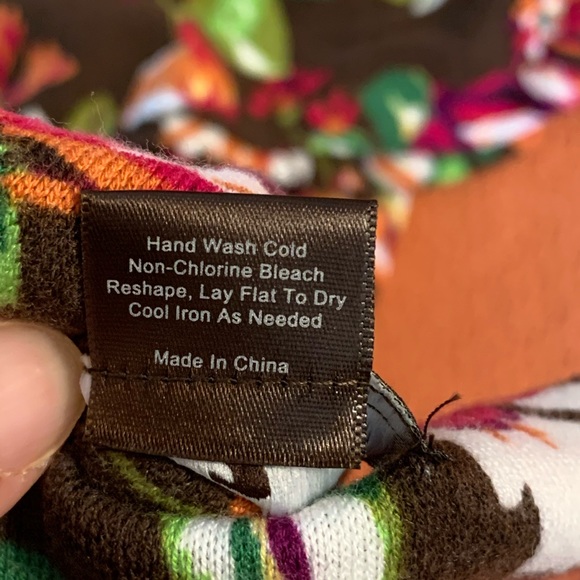 Hand Wash Cold
Non-Chlorine Bleach
Reshape, Lay Flat To Dry
Cool Iron As Needed
Made In China